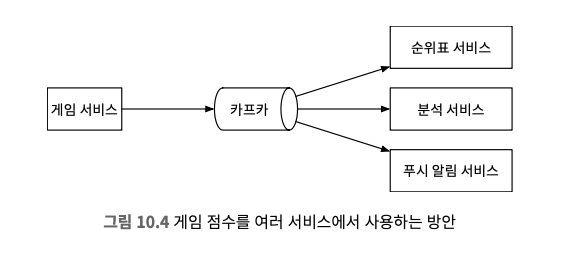 순위표 서비스
게임 서비스
카프카
분석 서비스
푸시 알림 서비스
그림 10.4 게임 점수를 여러 서비스에서 사용하는 방안